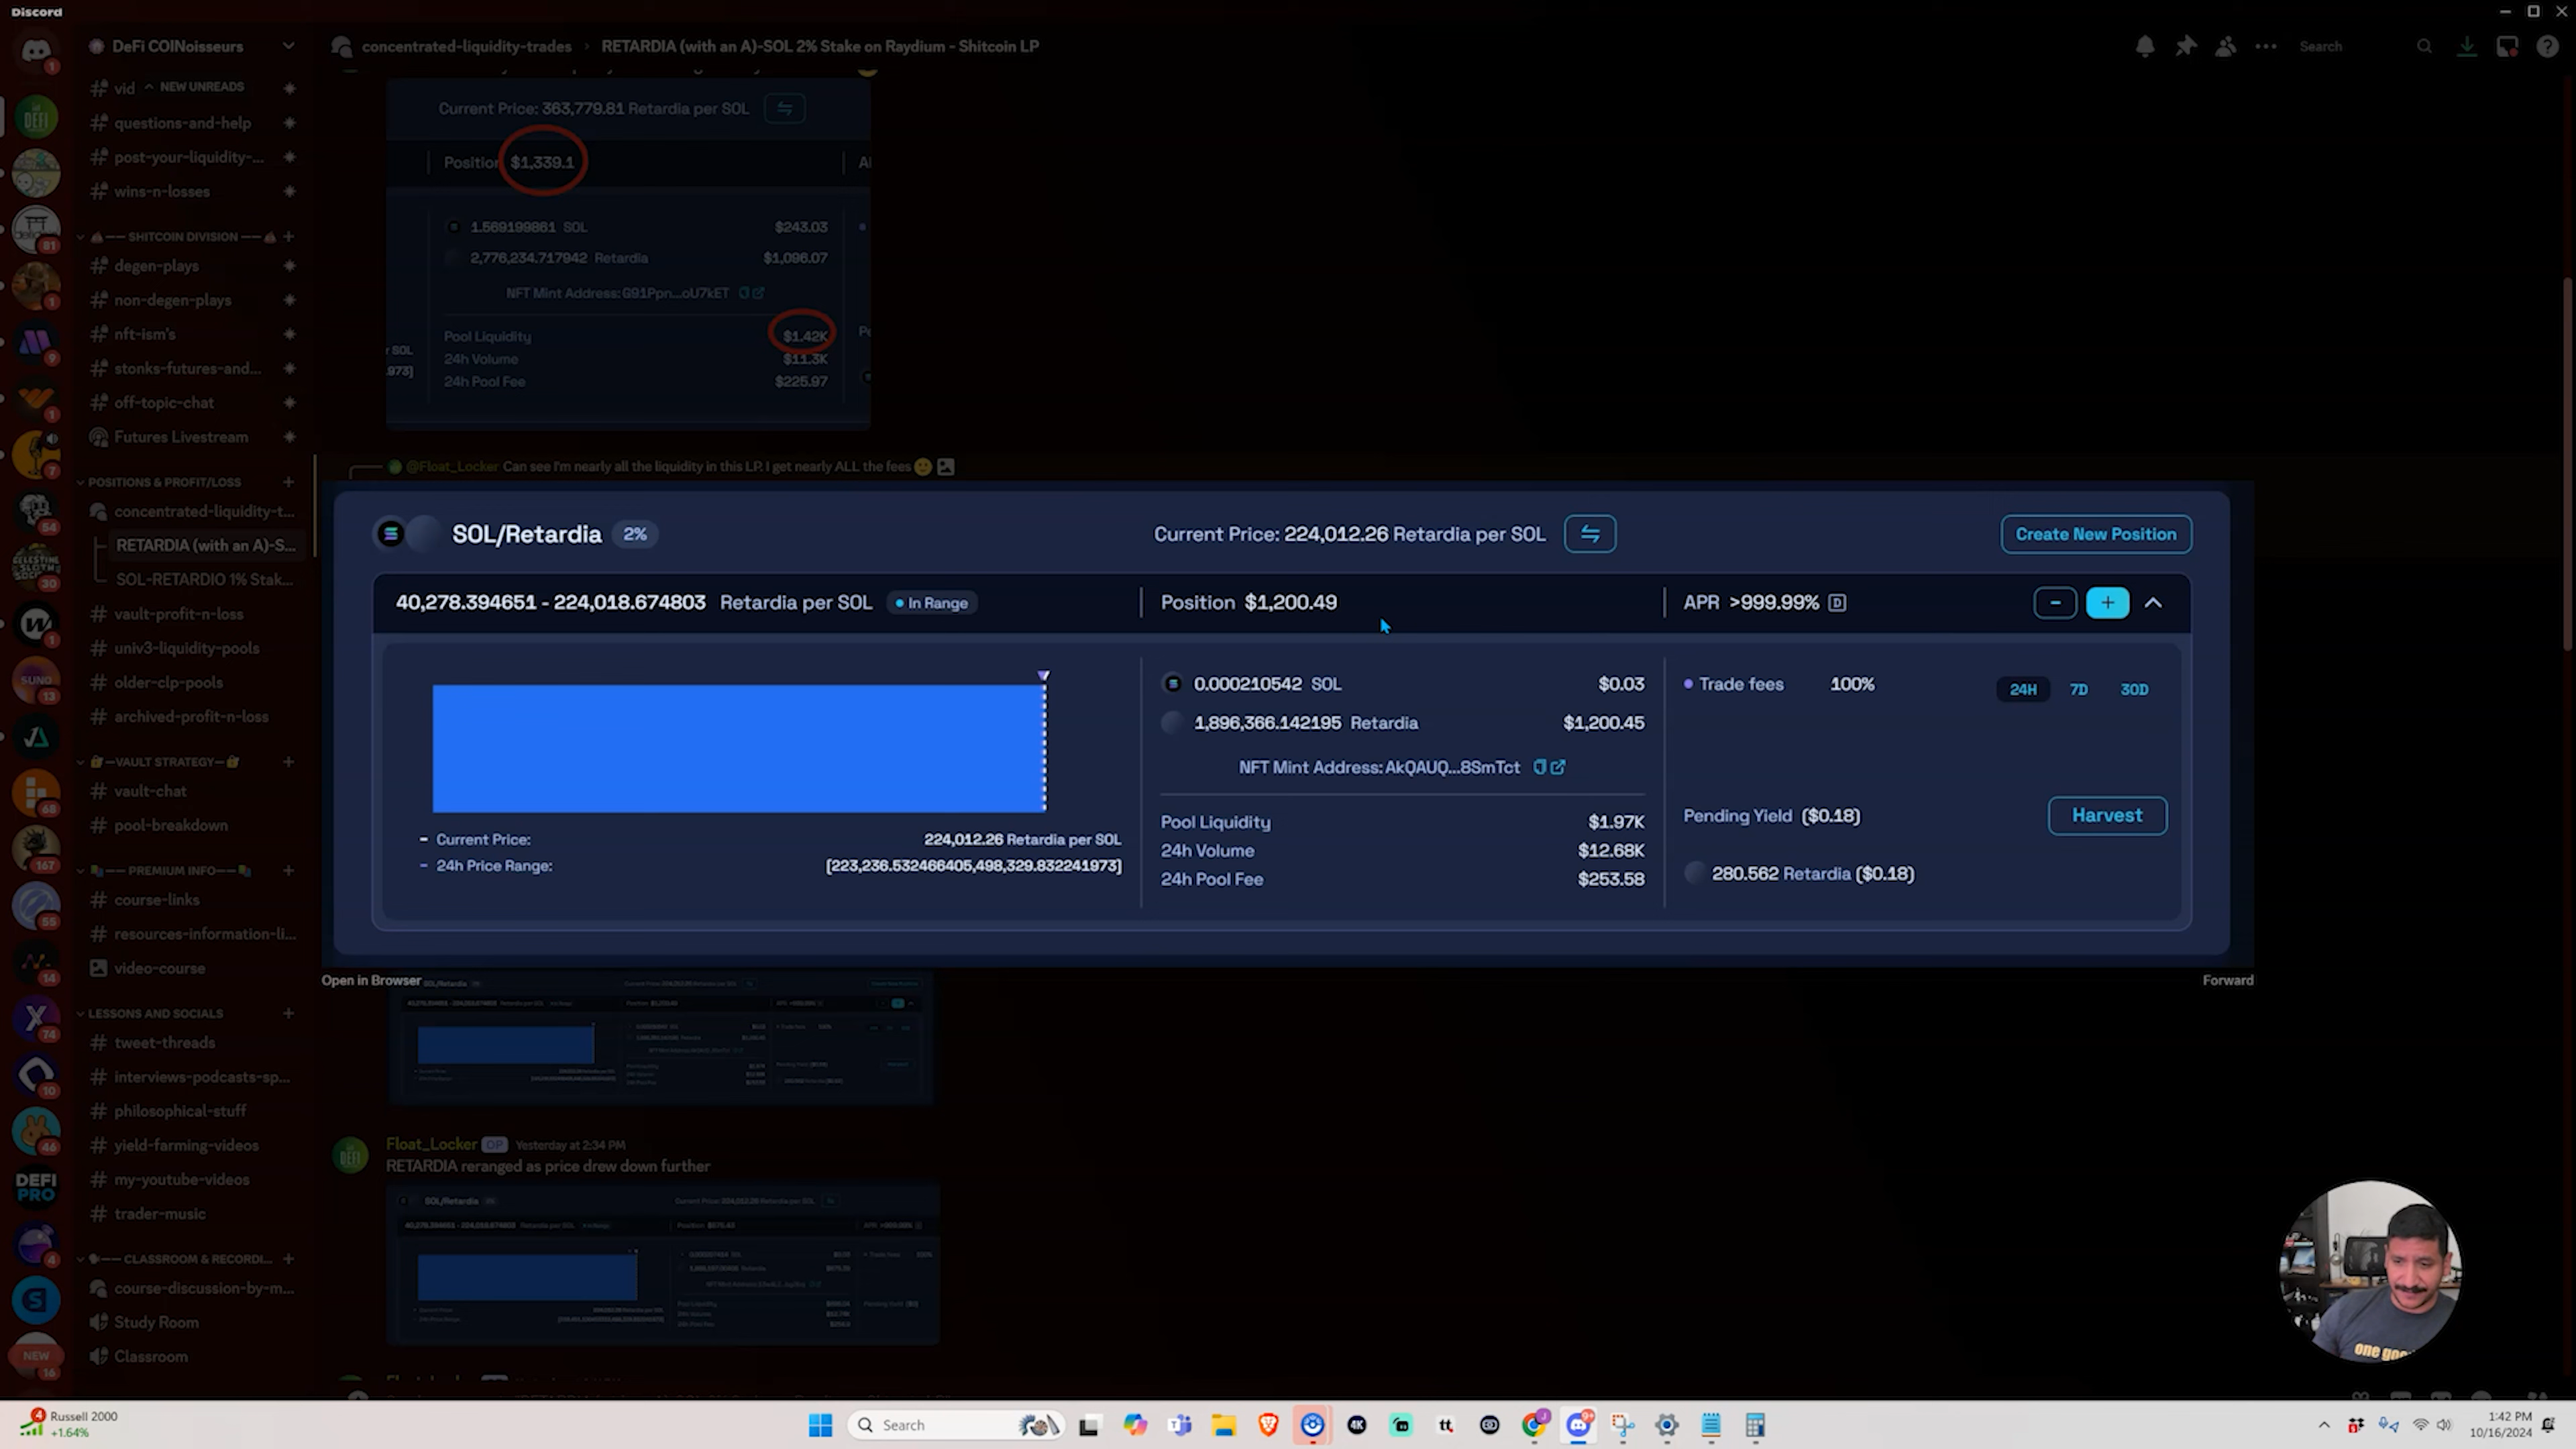 Discord
DeFi COINoisseurs
vid
NEW UNREADS
questions-and-help
post-your-liquidity-...
wins-n-losses
SHITCOIN DIVISION
degen-plays
non-degen-plays
nft-ism's
stonks-futures-and...
off-topic-chat
Futures Livestream
POSITIONS & PROFIT/LOSS
concentrated-liquidity-t...
RETARDIA (with an A)-S...
SOL-RETARDIO 1% Stak...
vault-profit-n-loss
univ3-liquidity-pools
older-clp-pools
archived-profit-n-loss
VAULT STRATEGY
vault-chat
pool-breakdown
PREMIUM INFO
course-links
resources-information-li...
video-course
LESSONS AND SOCIALS
tweet-threads
interviews-podcasts-sp...
philosophical-stuff
yield-farming-videos
my-youtube-videos
trader-music
CLASSROOM & RECORDI...
course-discussion-by-m...
Study Room
Classroom
concentrated-liquidity-trades › RETARDIA (with an A)-SOL 2% Stake on Raydium - Shitcoin LP
Search
Current Price: 363,779.81 Retardia per SOL
Position $1,339.1
1.569199861 SOL $243.03
2,776,234.717942 Retardia $1,096.07
NFT Mint Address: G91Ppn...oU7kET
Pool Liquidity $1.42K
24h Volume $11.3K
24h Pool Fee $225.97
@Float_Locker Can see I'm nearly all the liquidity in this LP. I get nearly ALL the fees
SOL/Retardia 2%
Current Price: 224,012.26 Retardia per SOL
Create New Position
40,278.394651 - 224,018.674803 Retardia per SOL In Range
Position $1,200.49
APR >999.99% D
0.000210542 SOL $0.03
1,896,366.142195 Retardia $1,200.45
NFT Mint Address: AkQAUQ...8SmTct
Trade fees 100%
24H 7D 30D
Current Price: 224,012.26 Retardia per SOL
24h Price Range: [223,236.532466405,498,329.832241973]
Pool Liquidity $1.97K
24h Volume $12.68K
24h Pool Fee $253.58
Pending Yield ($0.18)
Harvest
280.562 Retardia ($0.18)
Open in Browser
Forward
Float_Locker OP Yesterday at 2:34 PM
RETARDIA reranged as price drew down further
SOL/Retardia
Russell 2000
+1.64%
Search
1:42 PM
10/16/2024